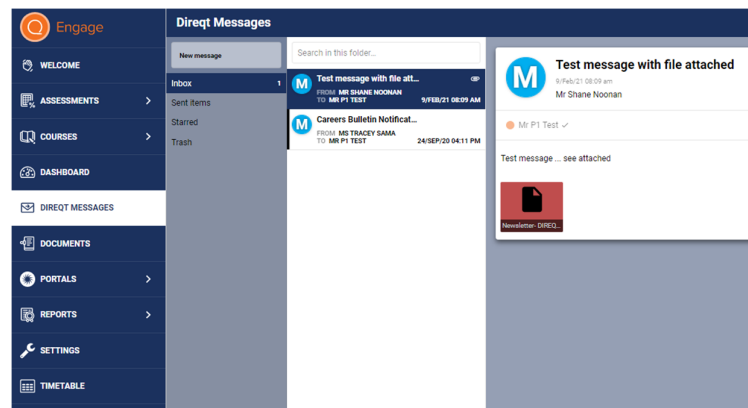 Engage
WELCOME
ASSESSMENTS
COURSES
DASHBOARD
DIREQT MESSAGES
DOCUMENTS
PORTALS
REPORTS
SETTINGS
TIMETABLE
Direqt Messages
New message
Inbox 1
Sent items
Starred
Trash
Search in this folder...
M
Test message with file att...
FROM MR SHANE NOONAN
TO MR P1 TEST 9/FEB/21 08:09 AM
M
Careers Bulletin Notificat...
FROM MS TRACEY SAMA
TO MR P1 TEST 24/SEP/20 04:11 PM
M
Test message with file attached
9/Feb/21 08:09 am
Mr Shane Noonan
Mr P1 Test
Test message ... see attached
Newsletter- DIREQ...